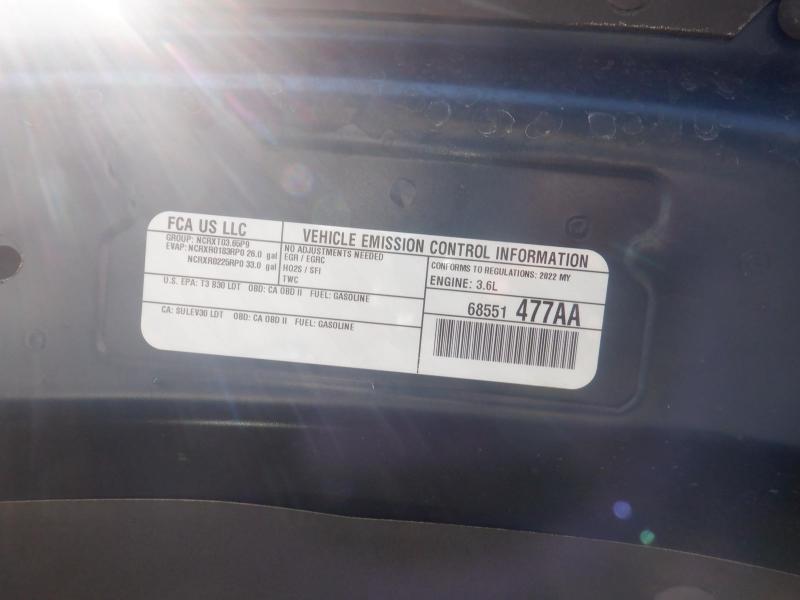 FCA US LLC
GROUP: NCRXT03.65P9
EVAP: NCRXR0183RP0 26.0 gal
NCRXR0225RP0 33.0 gal
VEHICLE EMISSION CONTROL INFORMATION
NO ADJUSTMENTS NEEDED
EGR / EGRC
HO2S / SFI
TWC
CONFORMS TO REGULATIONS: 2022 MY
ENGINE: 3.6L
U.S. EPA: T3 B30 LDT OBD: CA OBD II FUEL: GASOLINE
CA: SULEV30 LDT OBD: CA OBD II FUEL: GASOLINE
68551 477AA